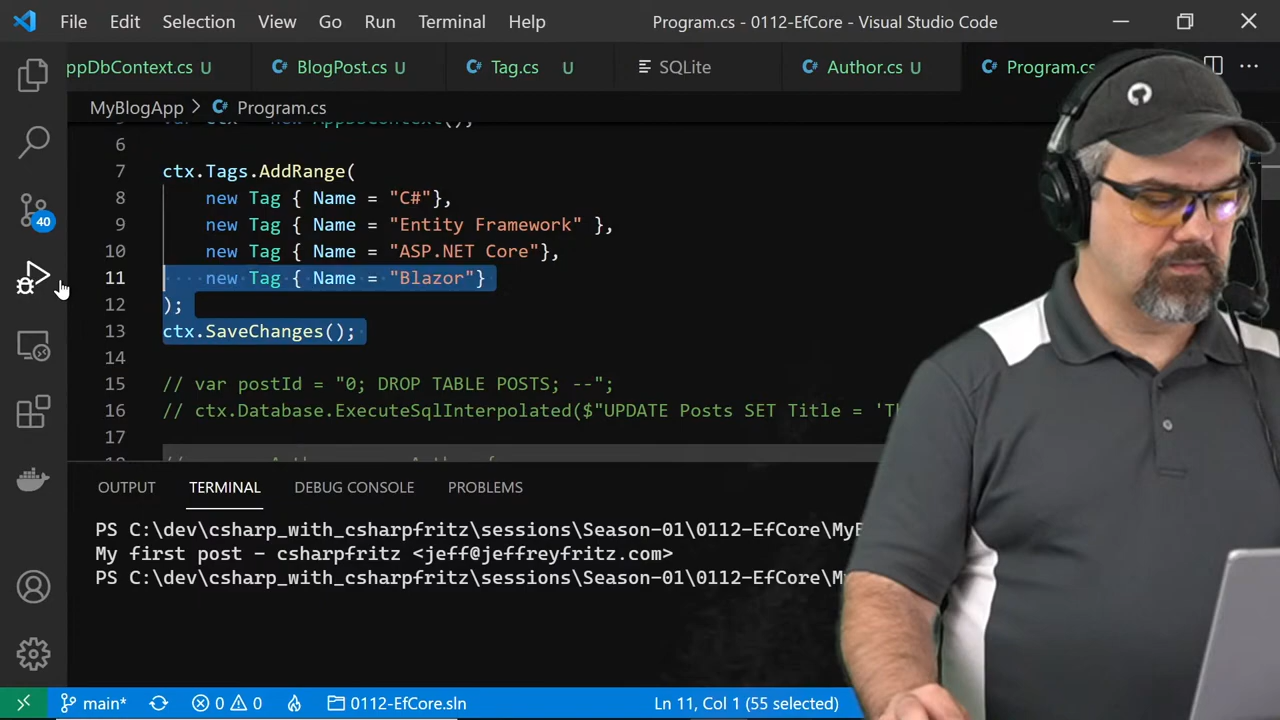 File Edit Selection View Go Run Terminal Help Program.cs - 0112-EfCore - Visual Studio Code
ppDbContext.cs U BlogPost.cs U Tag.cs U SQLite Author.cs U Program.cs
MyBlogApp > Program.cs
var ctx = new AppDbContext();
6
7 ctx.Tags.AddRange(
8 new Tag { Name = "C#"},
9 new Tag { Name = "Entity Framework" },
10 new Tag { Name = "ASP.NET Core"},
11 new Tag { Name = "Blazor"}
12 );
13 ctx.SaveChanges();
14
15 // var postId = "0; DROP TABLE POSTS; --";
16 // ctx.Database.ExecuteSqlInterpolated($"UPDATE Posts SET Title = 'Th
17
40
OUTPUT TERMINAL DEBUG CONSOLE PROBLEMS
PS C:\dev\csharp_with_csharpfritz\sessions\Season-01\0112-EfCore\MyB
My first post - csharpfritz <jeff@jeffreyfritz.com>
PS C:\dev\csharp_with_csharpfritz\sessions\Season-01\0112-EfCore\My
main* 0 0 0112-EfCore.sln Ln 11, Col 1 (55 selected)